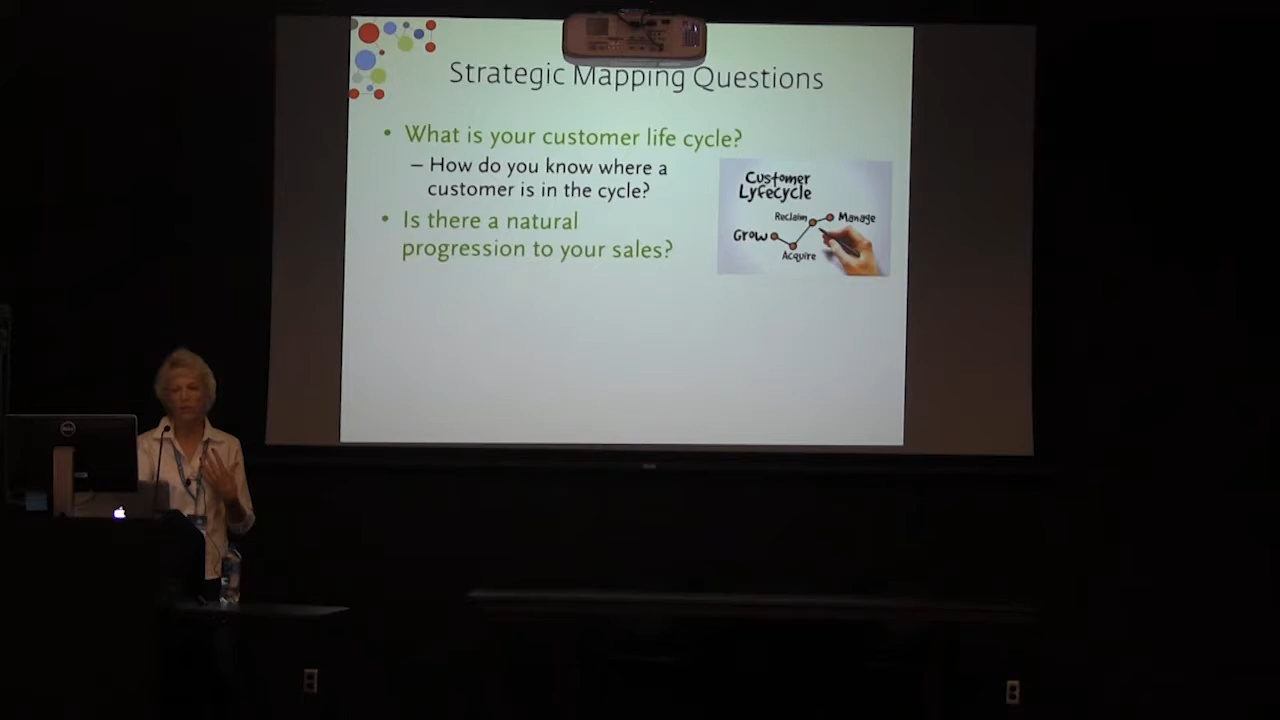 Strategic Mapping Questions
• What is your customer life cycle?
– How do you know where a
customer is in the cycle?
• Is there a natural
progression to your sales?
Customer
Lyfecycle
Reclaim
Manage
Grow
Acquire
DELL